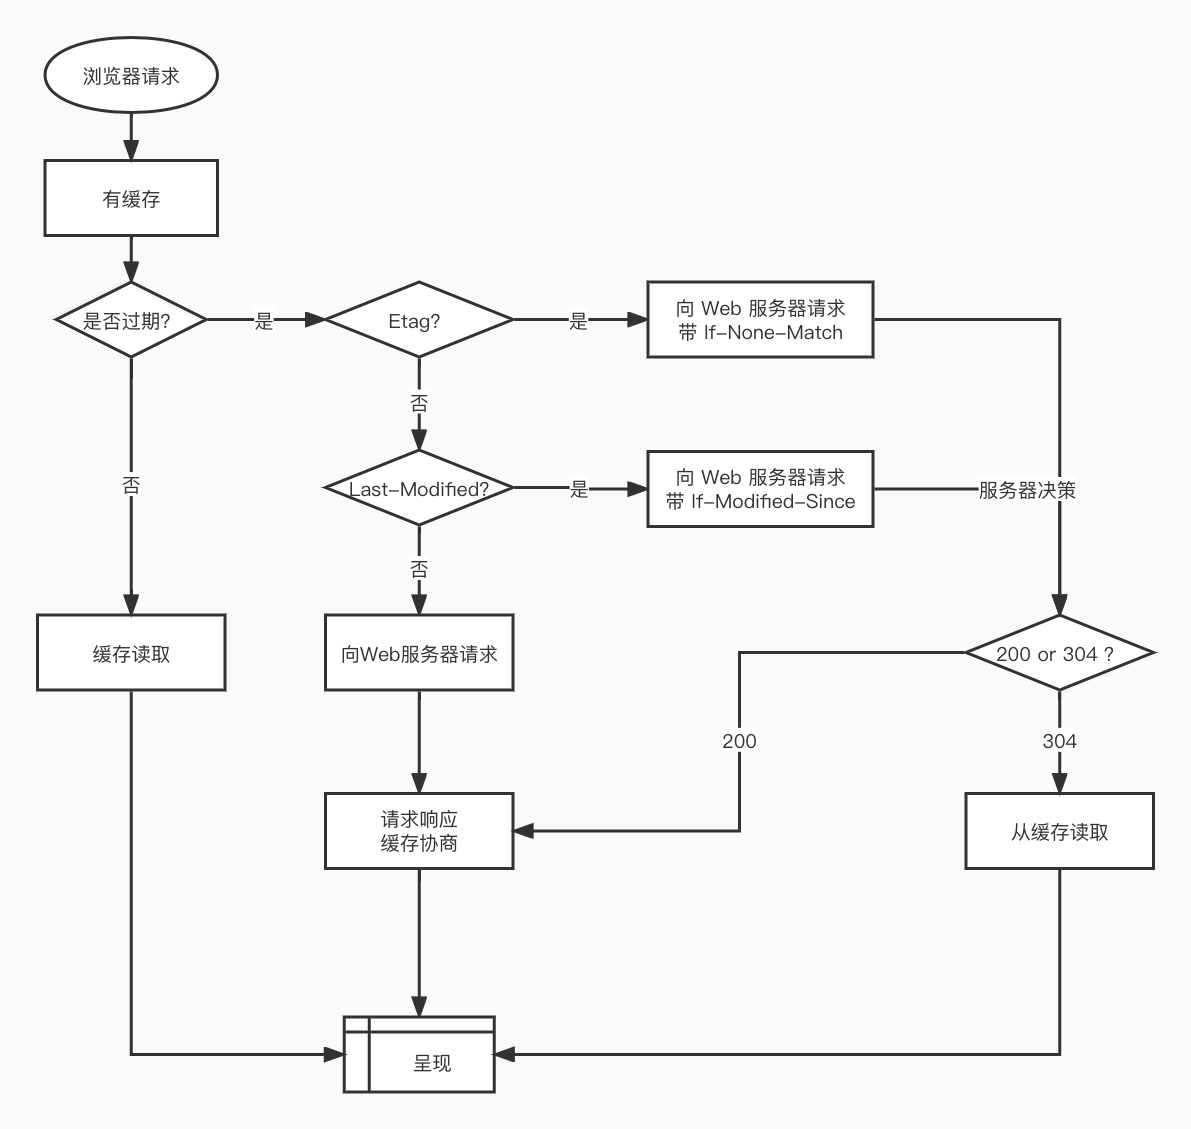 浏览器请求
有缓存
是否过期?
是
Etag?
是
向 Web 服务器请求
带 If-None-Match
否
否
Last-Modified?
是
向 Web 服务器请求
带 If-Modified-Since
服务器决策
否
缓存读取
向Web服务器请求
200 or 304 ?
200
304
请求响应
缓存协商
从缓存读取
呈现